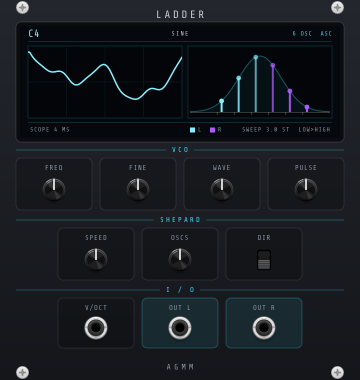 LADDER
C4 SINE 6 OSC ASC
SCOPE 4 MS L R SWEEP 3.0 ST LOW>HIGH
VCO
FREQ FINE WAVE PULSE
SHEPARD
SPEED OSCS DIR
I / O
V/OCT OUT L OUT R
AGMM